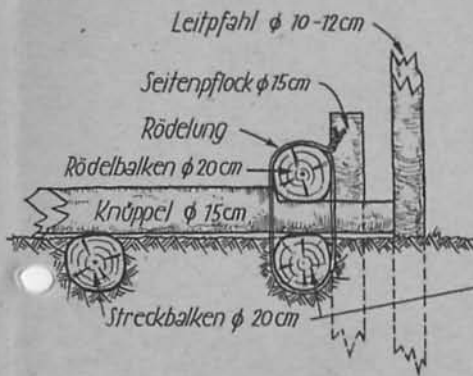 Leitpfahl ϕ 10-12cm
Seitenpflock ϕ 15cm
Rödelung
Rödelbalken ϕ 20cm
Knüppel ϕ 15cm
Streckbalken ϕ 20cm